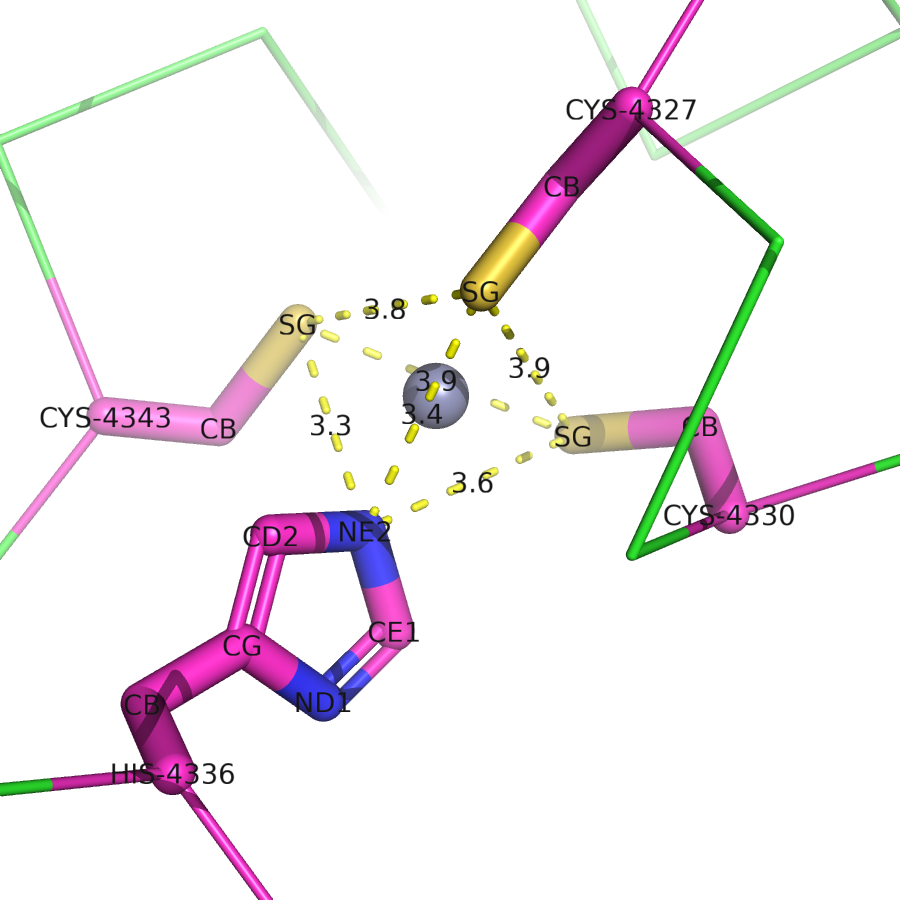 CYS-4327
CB
SG
3.8
SG
3.9
3.9
3.4
CYS-4343
CB
3.3
SG
CB
3.6
CYS-4330
CD2
NE2
CE1
CG
ND1
CB
HIS-4336